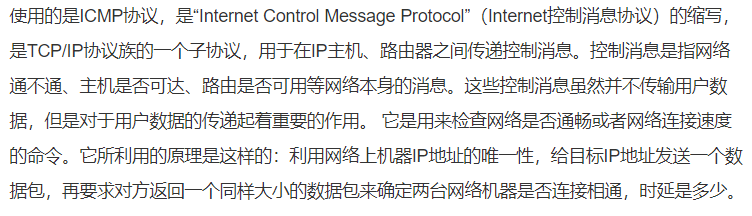 使用的是ICMP协议，是“Internet Control Message Protocol”（Internet控制消息协议）的缩写，
是TCP/IP协议族的一个子协议，用于在IP主机、路由器之间传递控制消息。控制消息是指网络
通不通、主机是否可达、路由是否可用等网络本身的消息。这些控制消息虽然并不传输用户数
据，但是对于用户数据的传递起着重要的作用。 它是用来检查网络是否通畅或者网络连接速度
的命令。它所利用的原理是这样的：利用网络上机器IP地址的唯一性，给目标IP地址发送一个数
据包，再要求对方返回一个同样大小的数据包来确定两台网络机器是否连接相通，时延是多少。